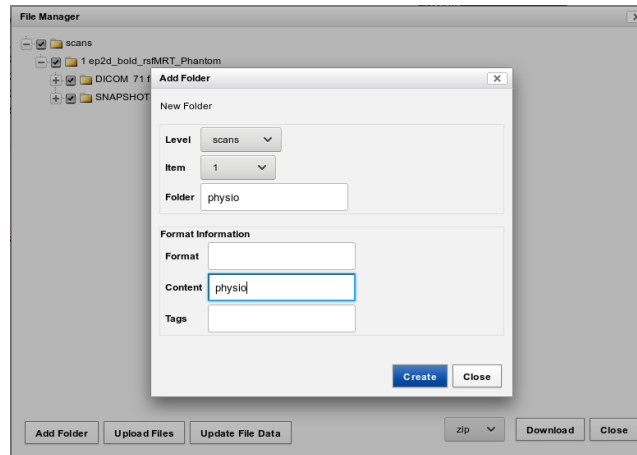 File Manager
scans
1 ep2d_bold_rsfMRT_Phantom
DICOM 71 f
SNAPSHOT
Add Folder
New Folder
Level scans
Item 1
Folder physio
Format Information
Format
Content physio
Tags
Create Close
Add Folder Upload Files Update File Data zip Download Close